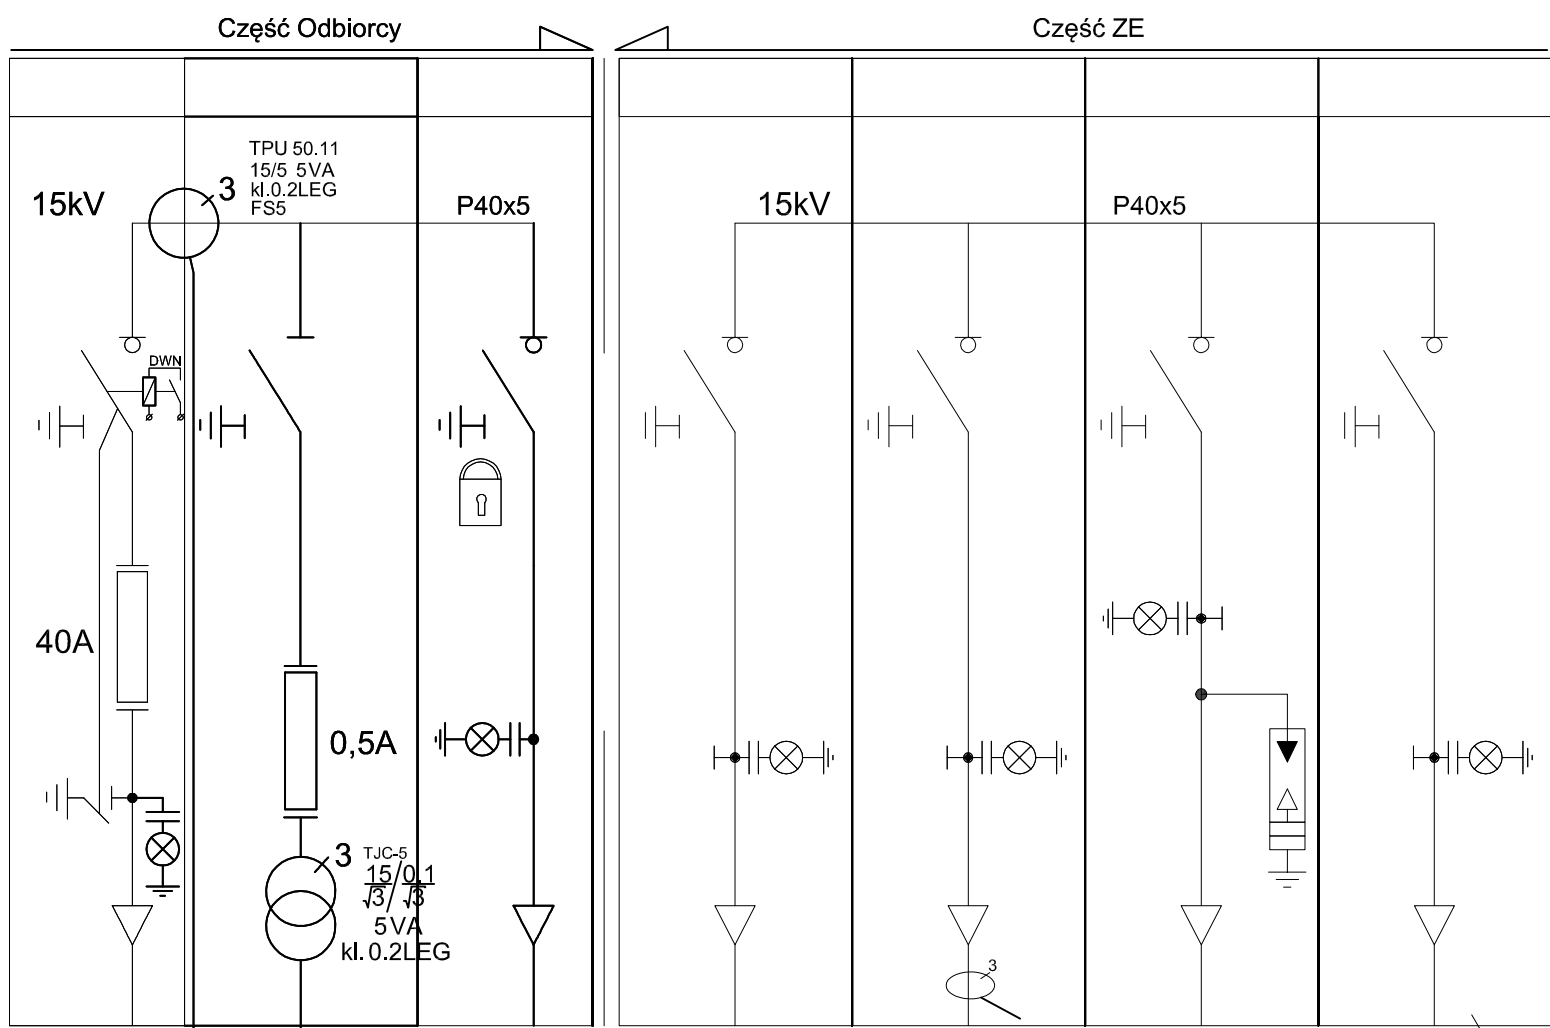 Część Odbiorcy
Część ZE
TPU 50.11
15/5 5VA
kl.0.2LEG
FS5
3
15kV
P40x5
15kV
P40x5
DWN
40A
0,5A
3
TJC-5
15/0,1
√3/√3
5VA
kl. 0.2LEG
3